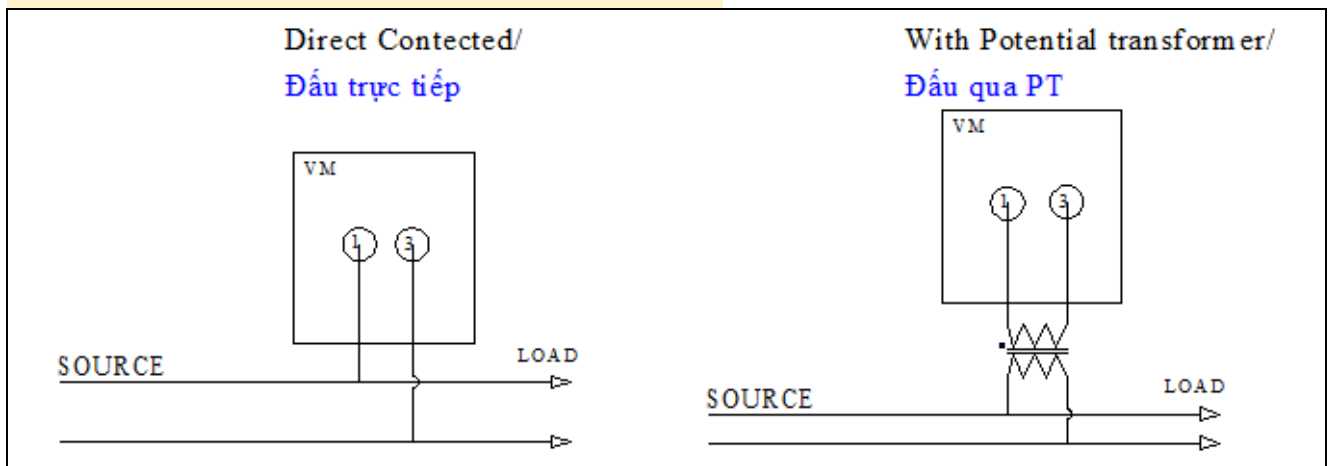 Direct Contected/
Đấu trực tiếp
VM
1 3
SOURCE
LOAD
With Potential transformer/
Đấu qua PT
VM
1 3
SOURCE
LOAD